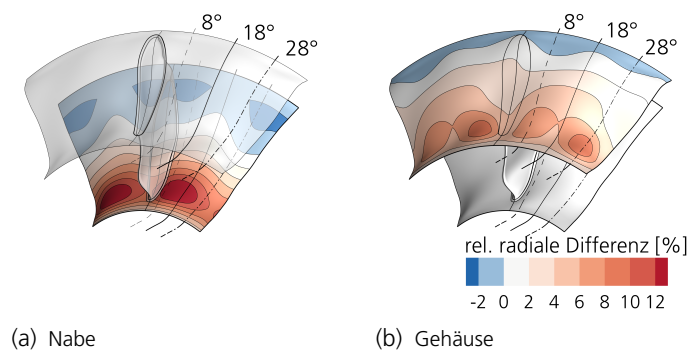 8° 18° 28°
8° 18° 28°
rel. radiale Differenz [%]
-2 0 2 4 6 8 10 12
(a) Nabe
(b) Gehäuse